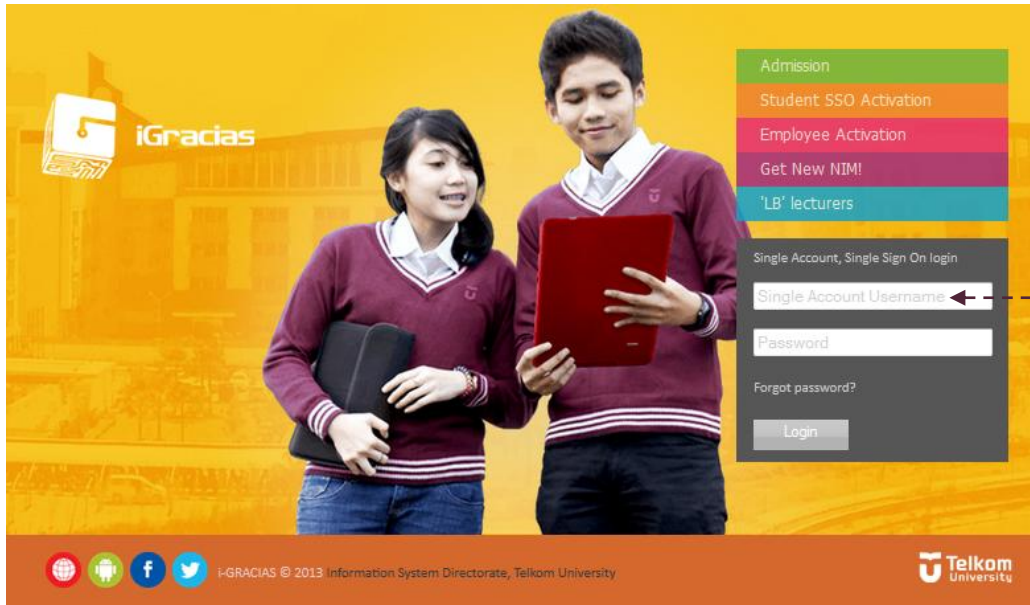 iGracias
Admission
Student SSO Activation
Employee Activation
Get New NIM!
'LB' lecturers
Single Account, Single Sign On login
Single Account Username
Password
Forgot password?
Login
i-GRACIAS © 2013 Information System Directorate, Telkom University
Telkom
University